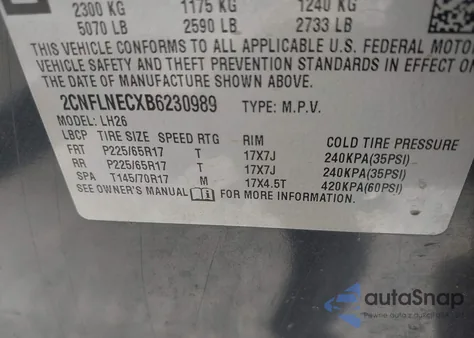 2300 KG 1175 KG 1240 KG
5070 LB 2590 LB 2733 LB
THIS VEHICLE CONFORMS TO ALL APPLICABLE U.S. FEDERAL MOTOR
VEHICLE SAFETY AND THEFT PREVENTION STANDARDS IN EFFECT ON
THE DATE OF MANUFACTURE SHOWN ABOVE.
2CNFLNECXB6230989 TYPE: M.P.V.
MODEL: LH26
LBCP TIRE SIZE SPEED RTG RIM COLD TIRE PRESSURE
FRT P225/65R17 T 17X7J 240KPA(35PSI)
RR P225/65R17 T 17X7J 240KPA(35PSI)
SPA T145/70R17 M 17X4.5T 420KPA(60PSI)
SEE OWNER'S MANUAL FOR MORE INFORMATION.
autoSnap